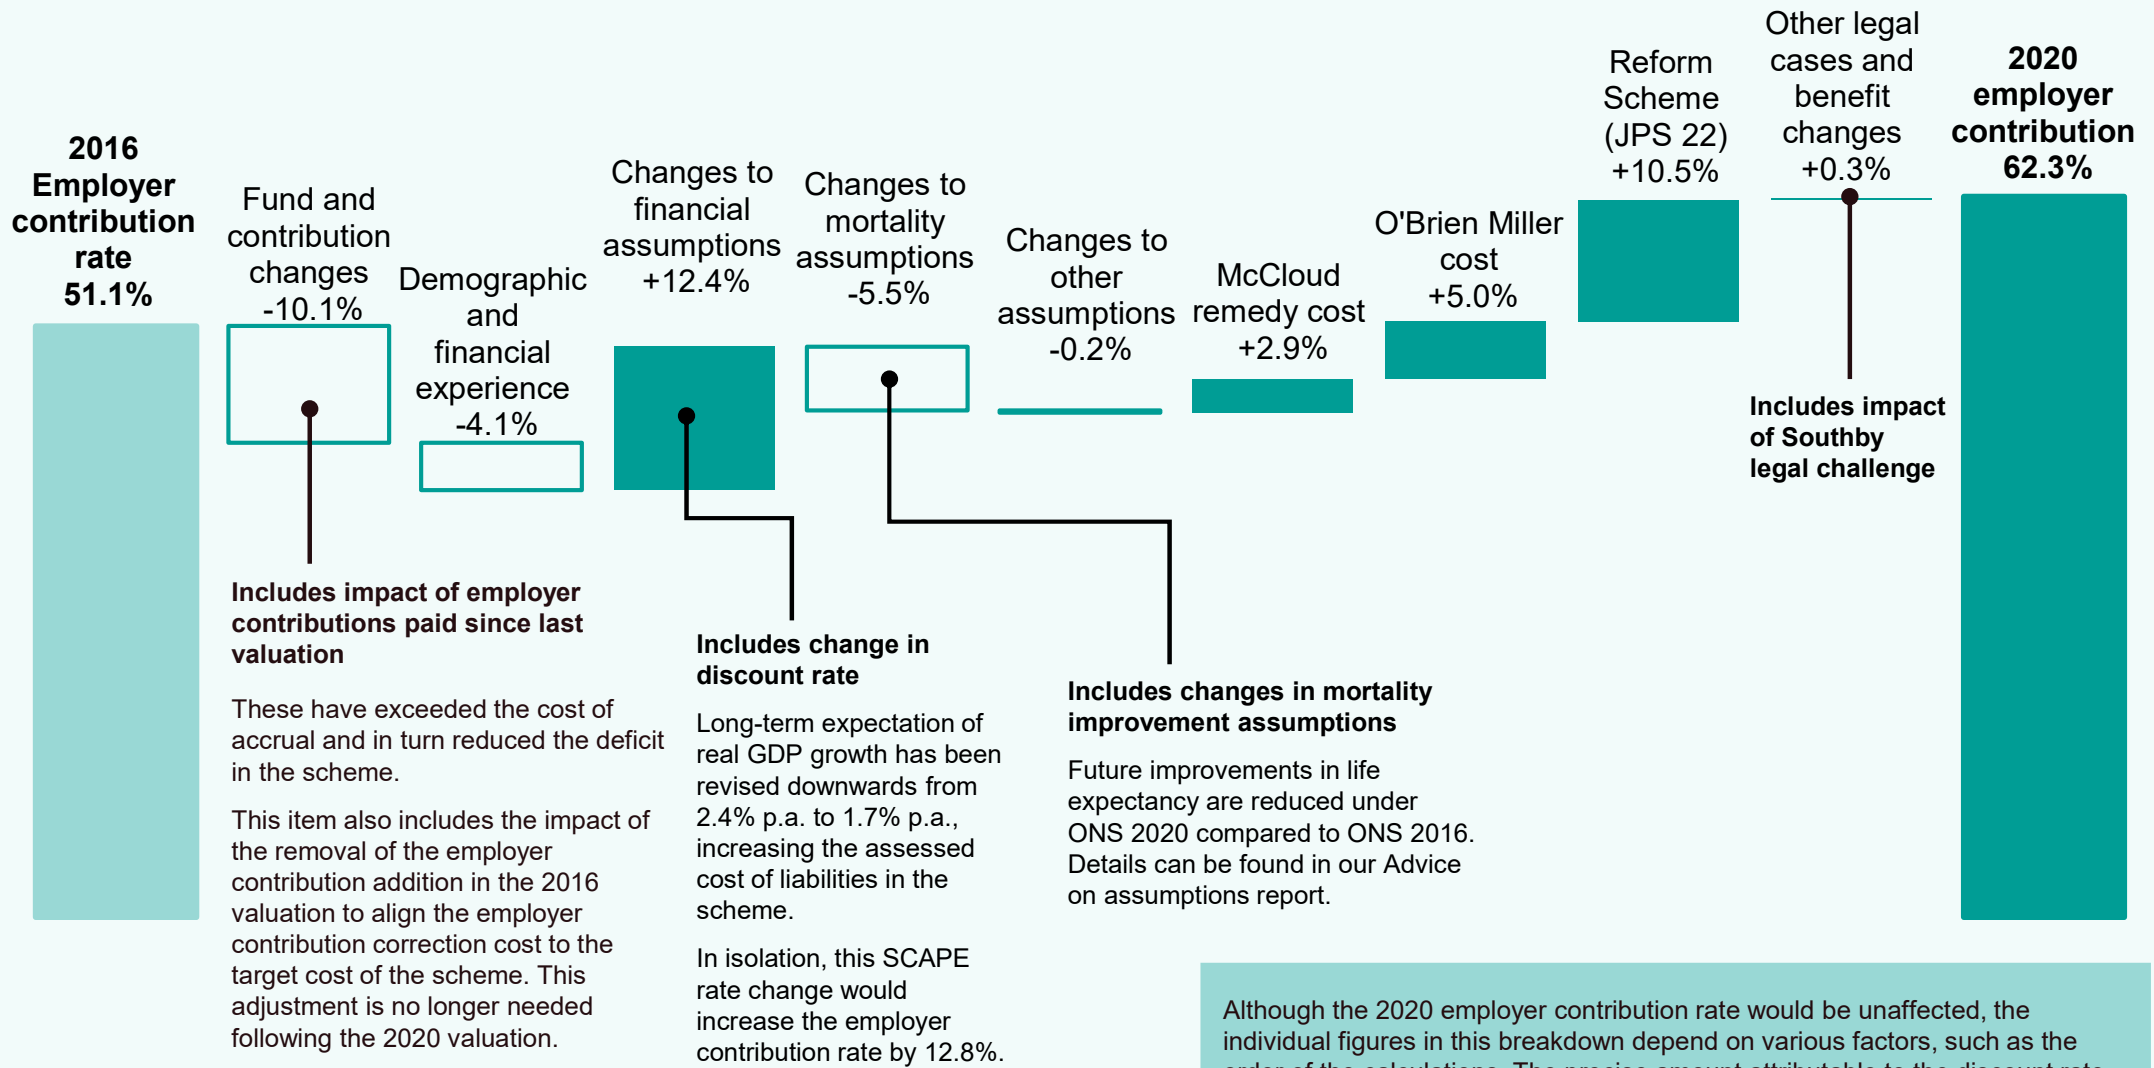 2016
Employer
contribution
rate
51.1%
Fund and
contribution
changes
-10.1%
Demographic
and
financial
experience
-4.1%
Changes to
financial
assumptions
+12.4%
Changes to
mortality
assumptions
-5.5%
Changes to
other
assumptions
-0.2%
McCloud
remedy cost
+2.9%
O'Brien Miller
cost
+5.0%
Reform
Scheme
(JPS 22)
+10.5%
Other legal
cases and
benefit
changes
+0.3%
2020
employer
contribution
62.3%
Includes impact of employer
contributions paid since last
valuation
These have exceeded the cost of
accrual and in turn reduced the deficit
in the scheme.
This item also includes the impact of
the removal of the employer
contribution addition in the 2016
valuation to align the employer
contribution correction cost to the
target cost of the scheme. This
adjustment is no longer needed
following the 2020 valuation.
Includes change in
discount rate
Long-term expectation of
real GDP growth has been
revised downwards from
2.4% p.a. to 1.7% p.a.,
increasing the assessed
cost of liabilities in the
scheme.
In isolation, this SCAPE
rate change would
increase the employer
contribution rate by 12.8%.
Includes changes in mortality
improvement assumptions
Future improvements in life
expectancy are reduced under
ONS 2020 compared to ONS 2016.
Details can be found in our Advice
on assumptions report.
Includes impact
of Southby
legal challenge
Although the 2020 employer contribution rate would be unaffected, the
individual figures in this breakdown depend on various factors, such as the
order of the calculations. The precise amount attributable to the discount rate